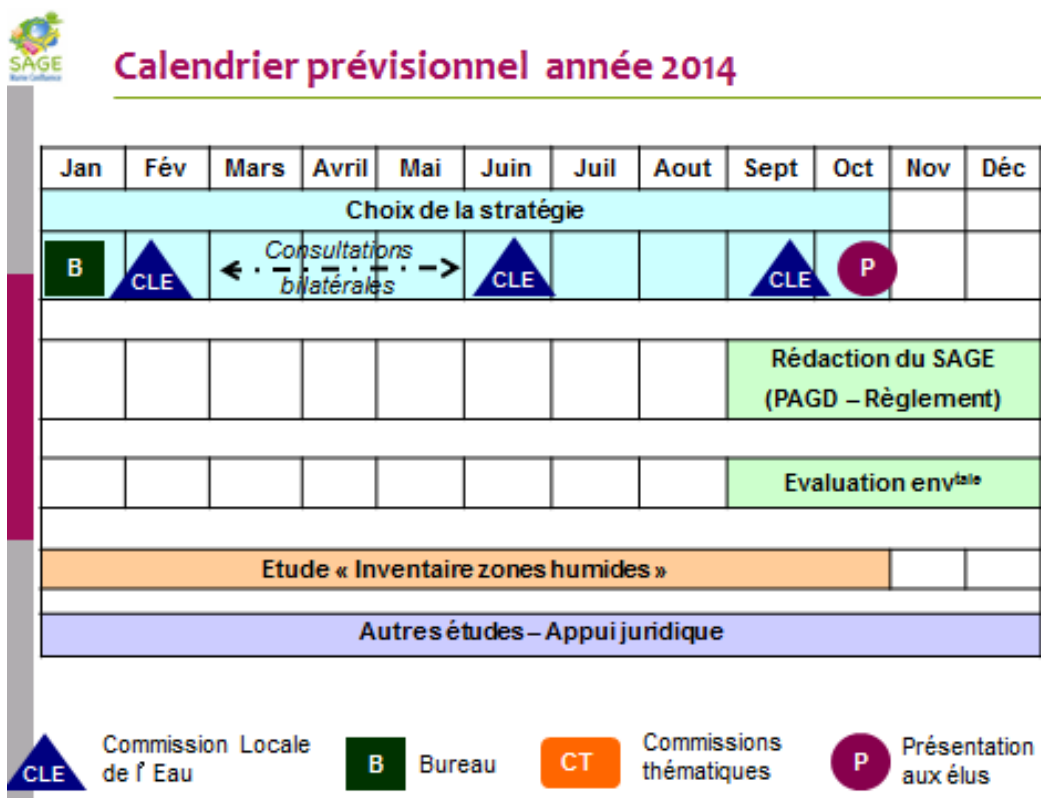 SAGE
Marne Confluence
Calendrier prévisionnel année 2014
Jan Fév Mars Avril Mai Juin Juil Aout Sept Oct Nov Déc
Choix de la stratégie
B CLE Consultations bilatérales CLE CLE P
Rédaction du SAGE
(PAGD – Règlement)
Evaluation envtale
Etude « Inventaire zones humides »
Autres études – Appui juridique
CLE Commission Locale
de l' Eau
B Bureau
CT Commissions
thématiques
P Présentation
aux élus